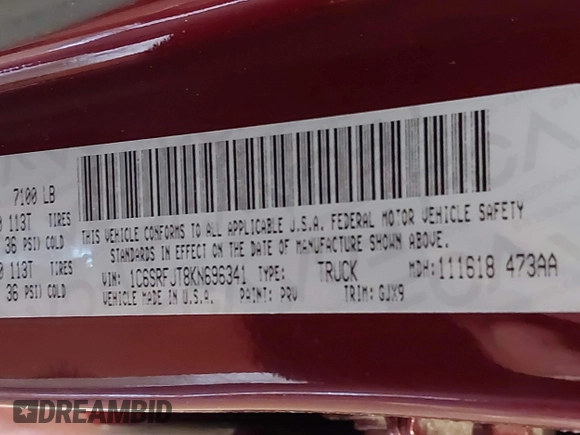 7100 LB
113T TIRES
36 PSI) COLD
113T TIRES
36 PSI) COLD
THIS VEHICLE CONFORMS TO ALL APPLICABLE U.S.A. FEDERAL MOTOR VEHICLE SAFETY
STANDARDS IN EFFECT ON THE DATE OF MANUFACTURE SHOWN ABOVE.
VIN: 1C6SRFJT8KN696341 TYPE: TRUCK MDH: 111618 473AA
VEHICLE MADE IN U.S.A. PAINT: PRV TRIM: GJX9
DREAMBID